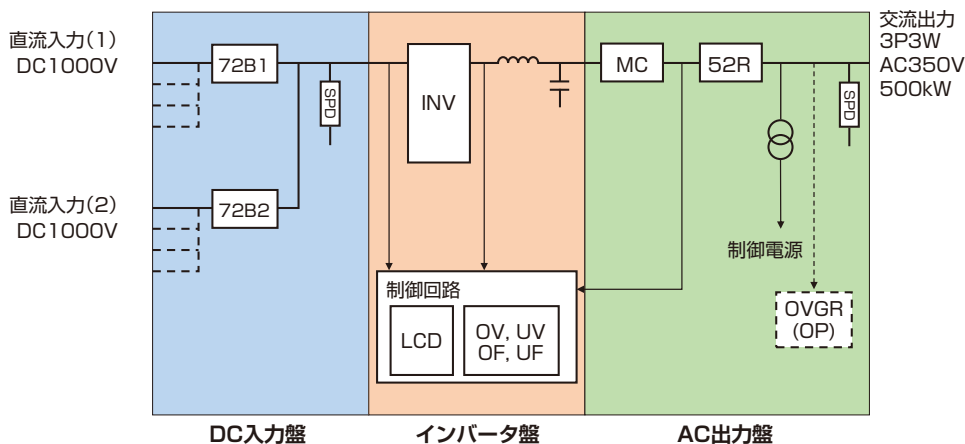 直流入力(1)
DC1000V
直流入力(2)
DC1000V
72B1
72B2
SPD
INV
制御回路
LCD
OV, UV
OF, UF
MC
52R
SPD
制御電源
OVGR
(OP)
交流出力
3P3W
AC350V
500kW
DC入力盤
インバータ盤
AC出力盤